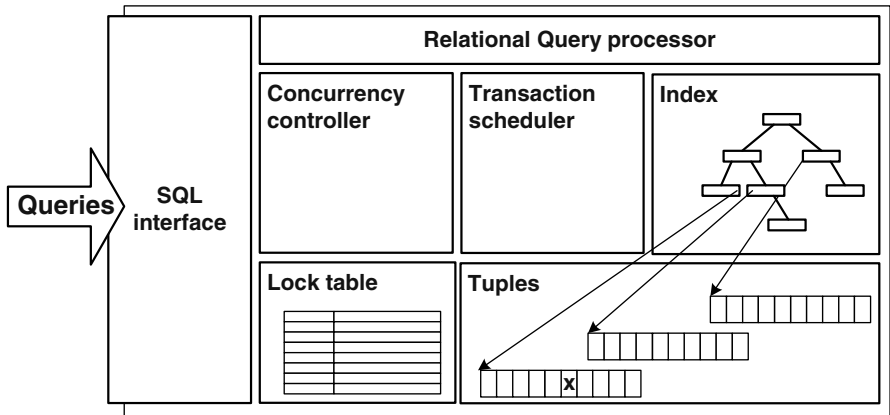 Relational Query processor
Concurrency
controller
Transaction
scheduler
Index
Queries
SQL
interface
Lock table
Tuples
x